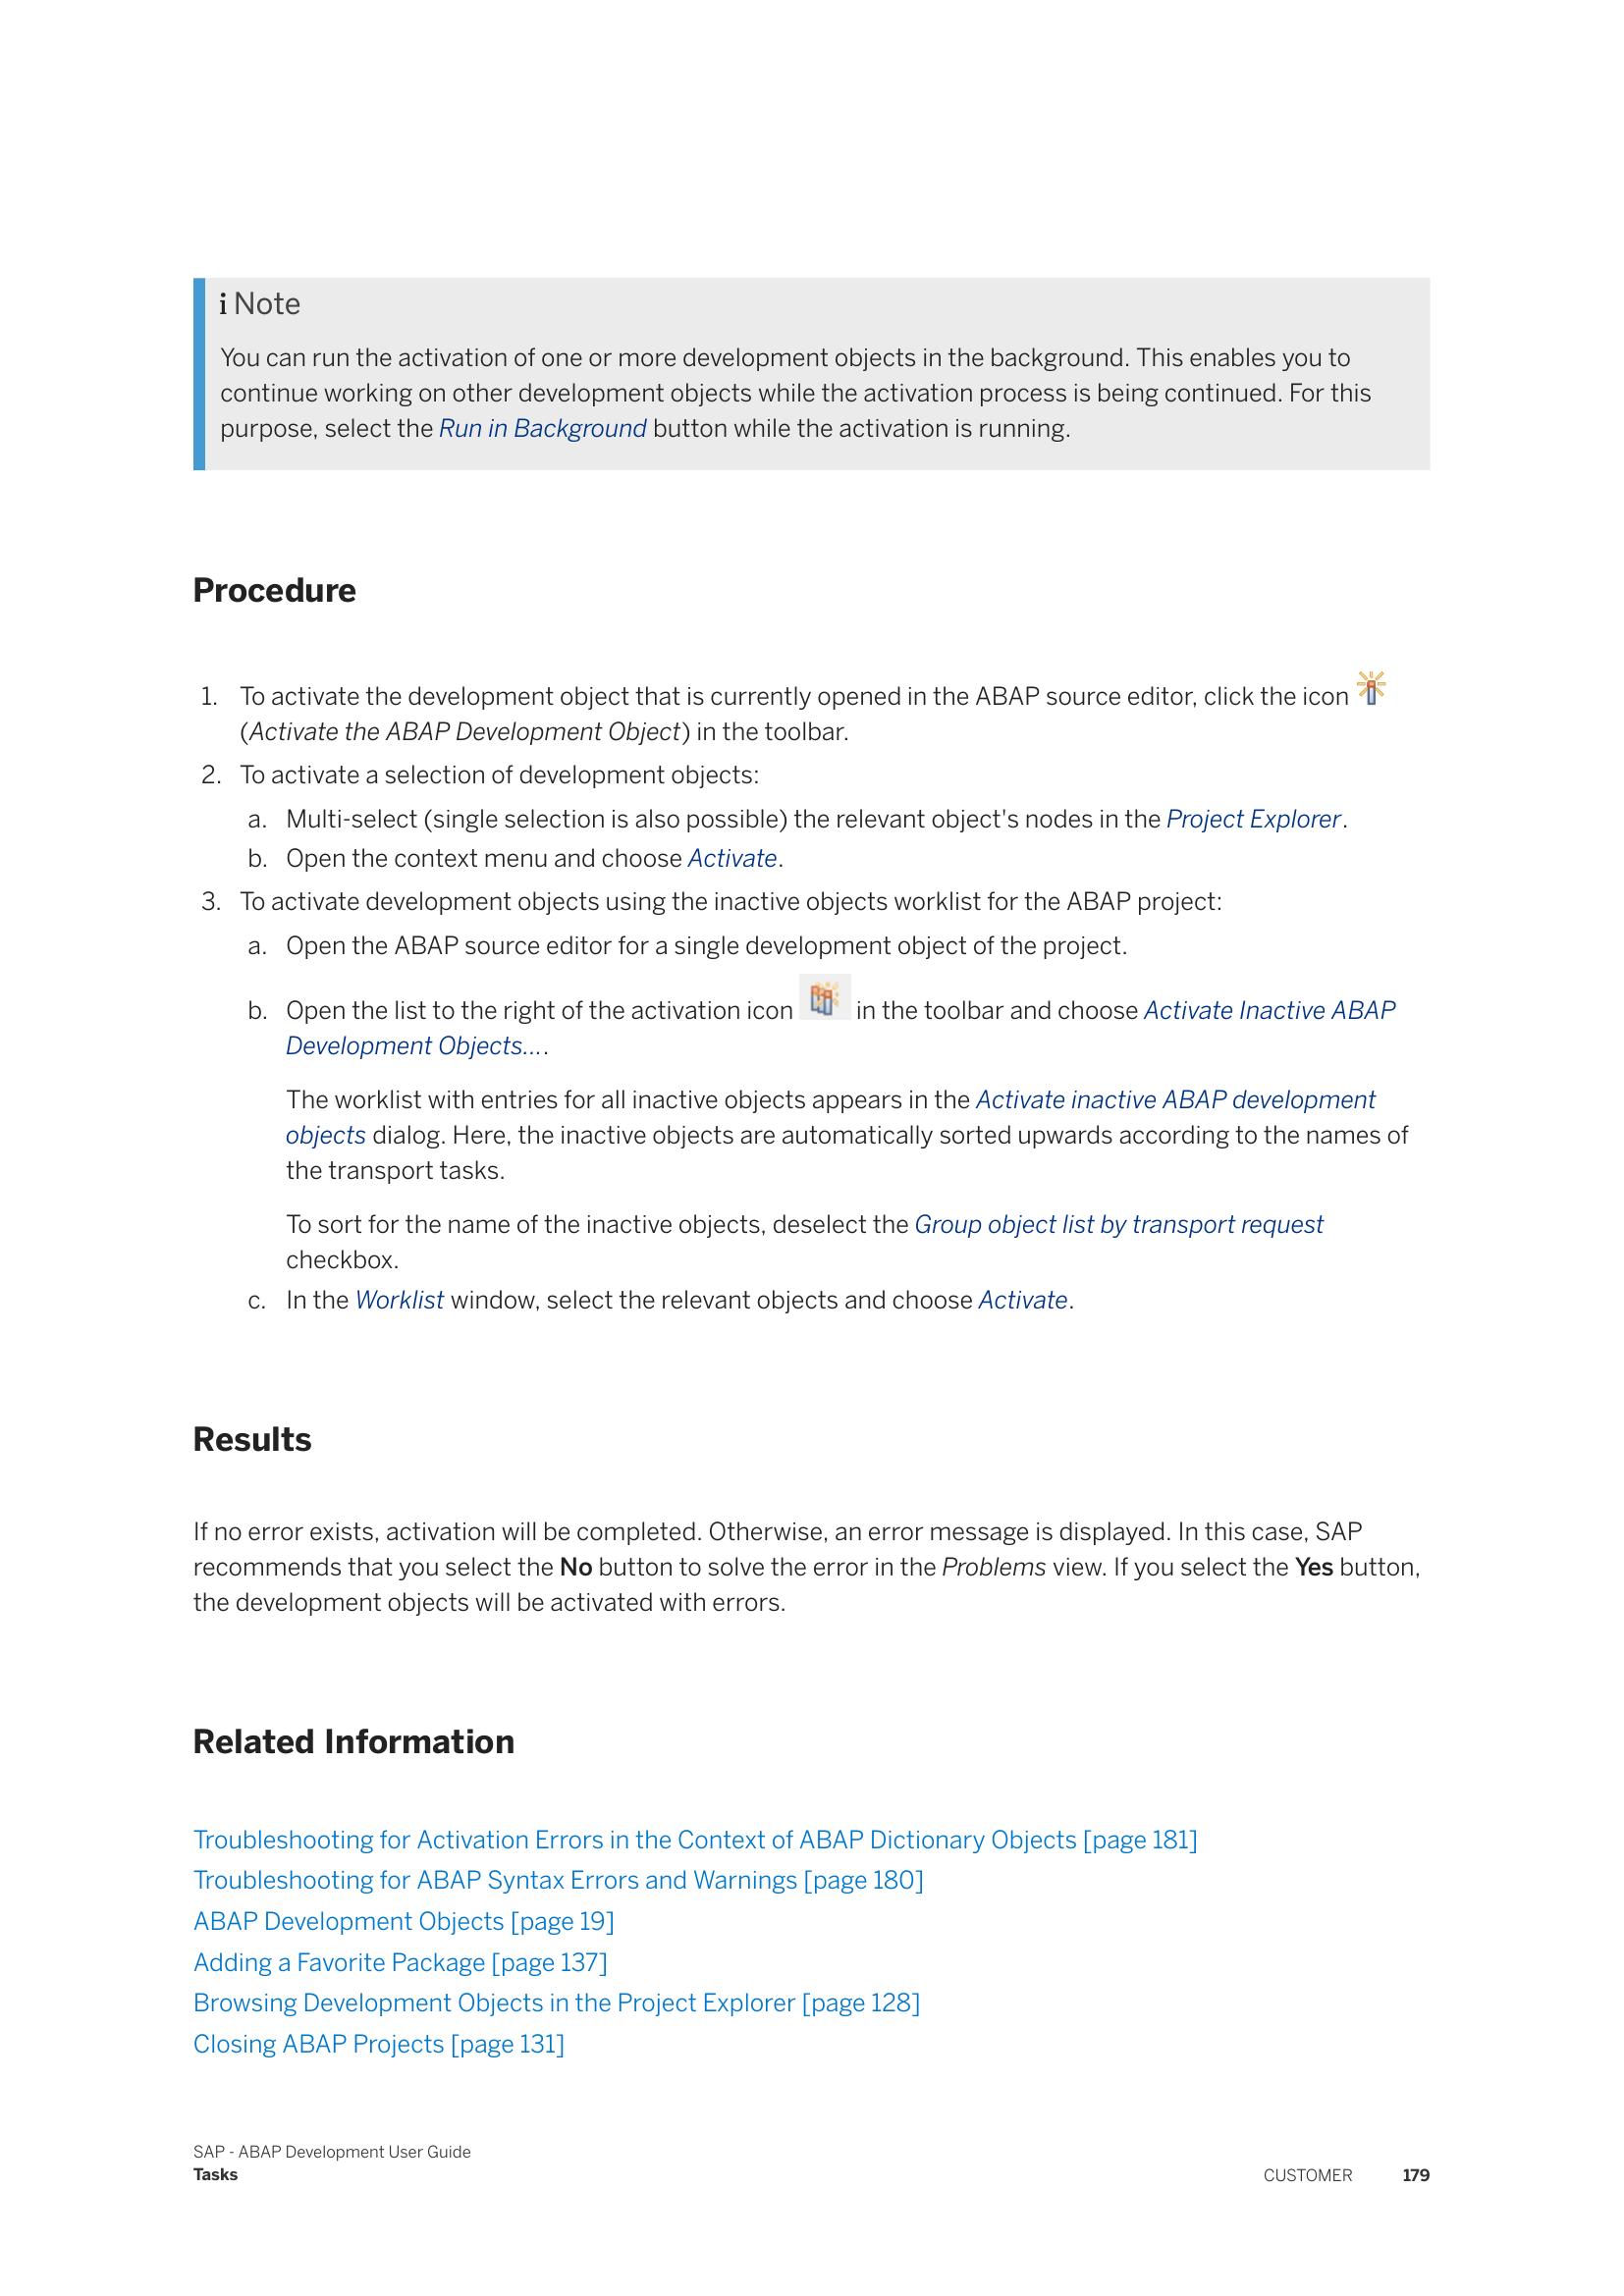 i Note
You can run the activation of one or more development objects in the background. This enables you to
continue working on other development objects while the activation process is being continued. For this
purpose, select the Run in Background button while the activation is running.
Procedure
1. To activate the development object that is currently opened in the ABAP source editor, click the icon
(Activate the ABAP Development Object) in the toolbar.
2. To activate a selection of development objects:
a. Multi-select (single selection is also possible) the relevant object's nodes in the Project Explorer.
b. Open the context menu and choose Activate.
3. To activate development objects using the inactive objects worklist for the ABAP project:
a. Open the ABAP source editor for a single development object of the project.
b. Open the list to the right of the activation icon in the toolbar and choose Activate Inactive ABAP
Development Objects....
The worklist with entries for all inactive objects appears in the Activate inactive ABAP development
objects dialog. Here, the inactive objects are automatically sorted upwards according to the names of
the transport tasks.
To sort for the name of the inactive objects, deselect the Group object list by transport request
checkbox.
c. In the Worklist window, select the relevant objects and choose Activate.
Results
If no error exists, activation will be completed. Otherwise, an error message is displayed. In this case, SAP
recommends that you select the No button to solve the error in the Problems view. If you select the Yes button,
the development objects will be activated with errors.
Related Information
Troubleshooting for Activation Errors in the Context of ABAP Dictionary Objects [page 181]
Troubleshooting for ABAP Syntax Errors and Warnings [page 180]
ABAP Development Objects [page 19]
Adding a Favorite Package [page 137]
Browsing Development Objects in the Project Explorer [page 128]
Closing ABAP Projects [page 131]
SAP - ABAP Development User Guide
Tasks
CUSTOMER 179